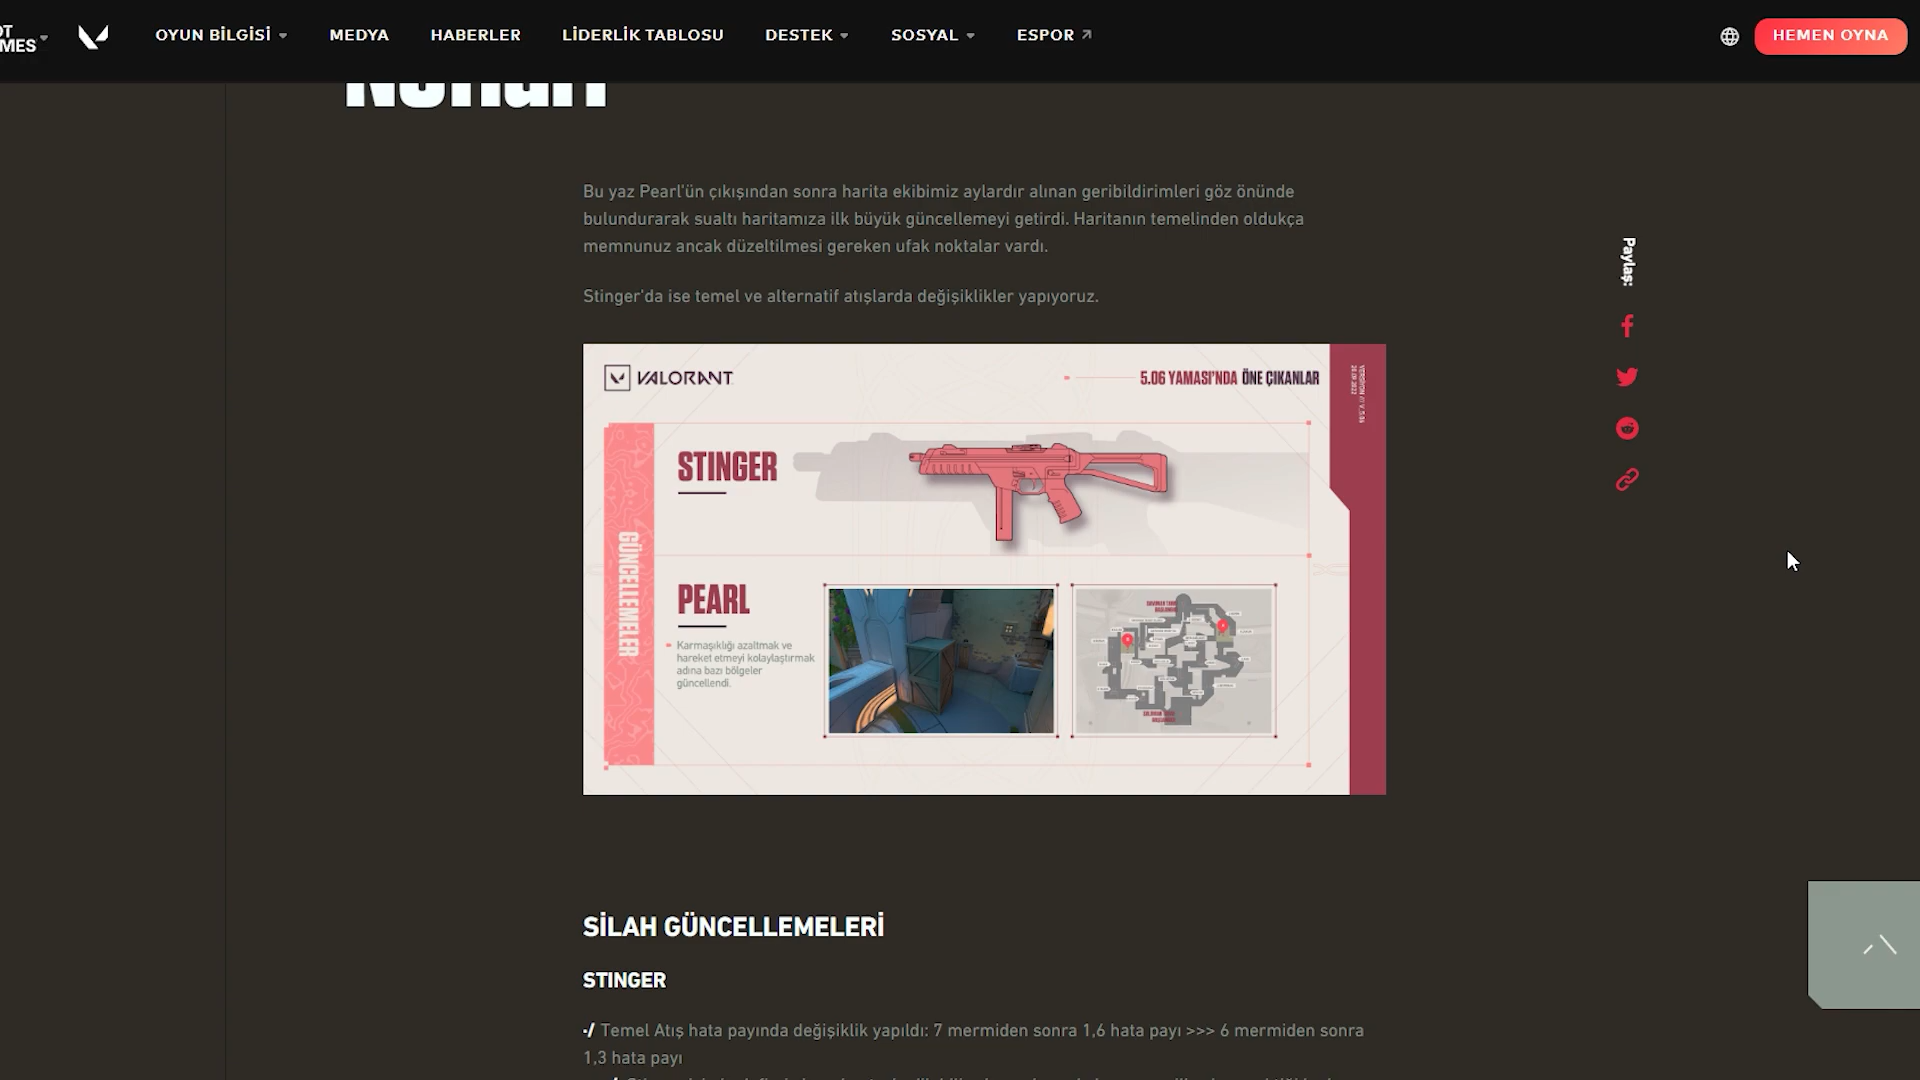 MES
OYUN BİLGİSİ
MEDYA
HABERLER
LİDERLİK TABLOSU
DESTEK
SOSYAL
ESPOR
HEMEN OYNA
Bu yaz Pearl'ün çıkışından sonra harita ekibimiz aylardır alınan geribildirimleri göz önünde
bulundurarak sualtı haritamıza ilk büyük güncellemeyi getirdi. Haritanın temelinden oldukça
memnunuz ancak düzeltilmesi gereken ufak noktalar vardı.
Stinger'da ise temel ve alternatif atışlarda değişiklikler yapıyoruz.
Paylaş:
VALORANT
5.06 YAMASI'NDA ÖNE ÇIKANLAR
GÜNCELLEMELER
STINGER
PEARL
Karmaşıklığı azaltmak ve
hareket etmeyi kolaylaştırmak
adına bazı bölgeler
güncellendi.
SİLAH GÜNCELLEMELERİ
STINGER
·/ Temel Atış hata payında değişiklik yapıldı: 7 mermiden sonra 1,6 hata payı >>> 6 mermiden sonra
1,3 hata payı